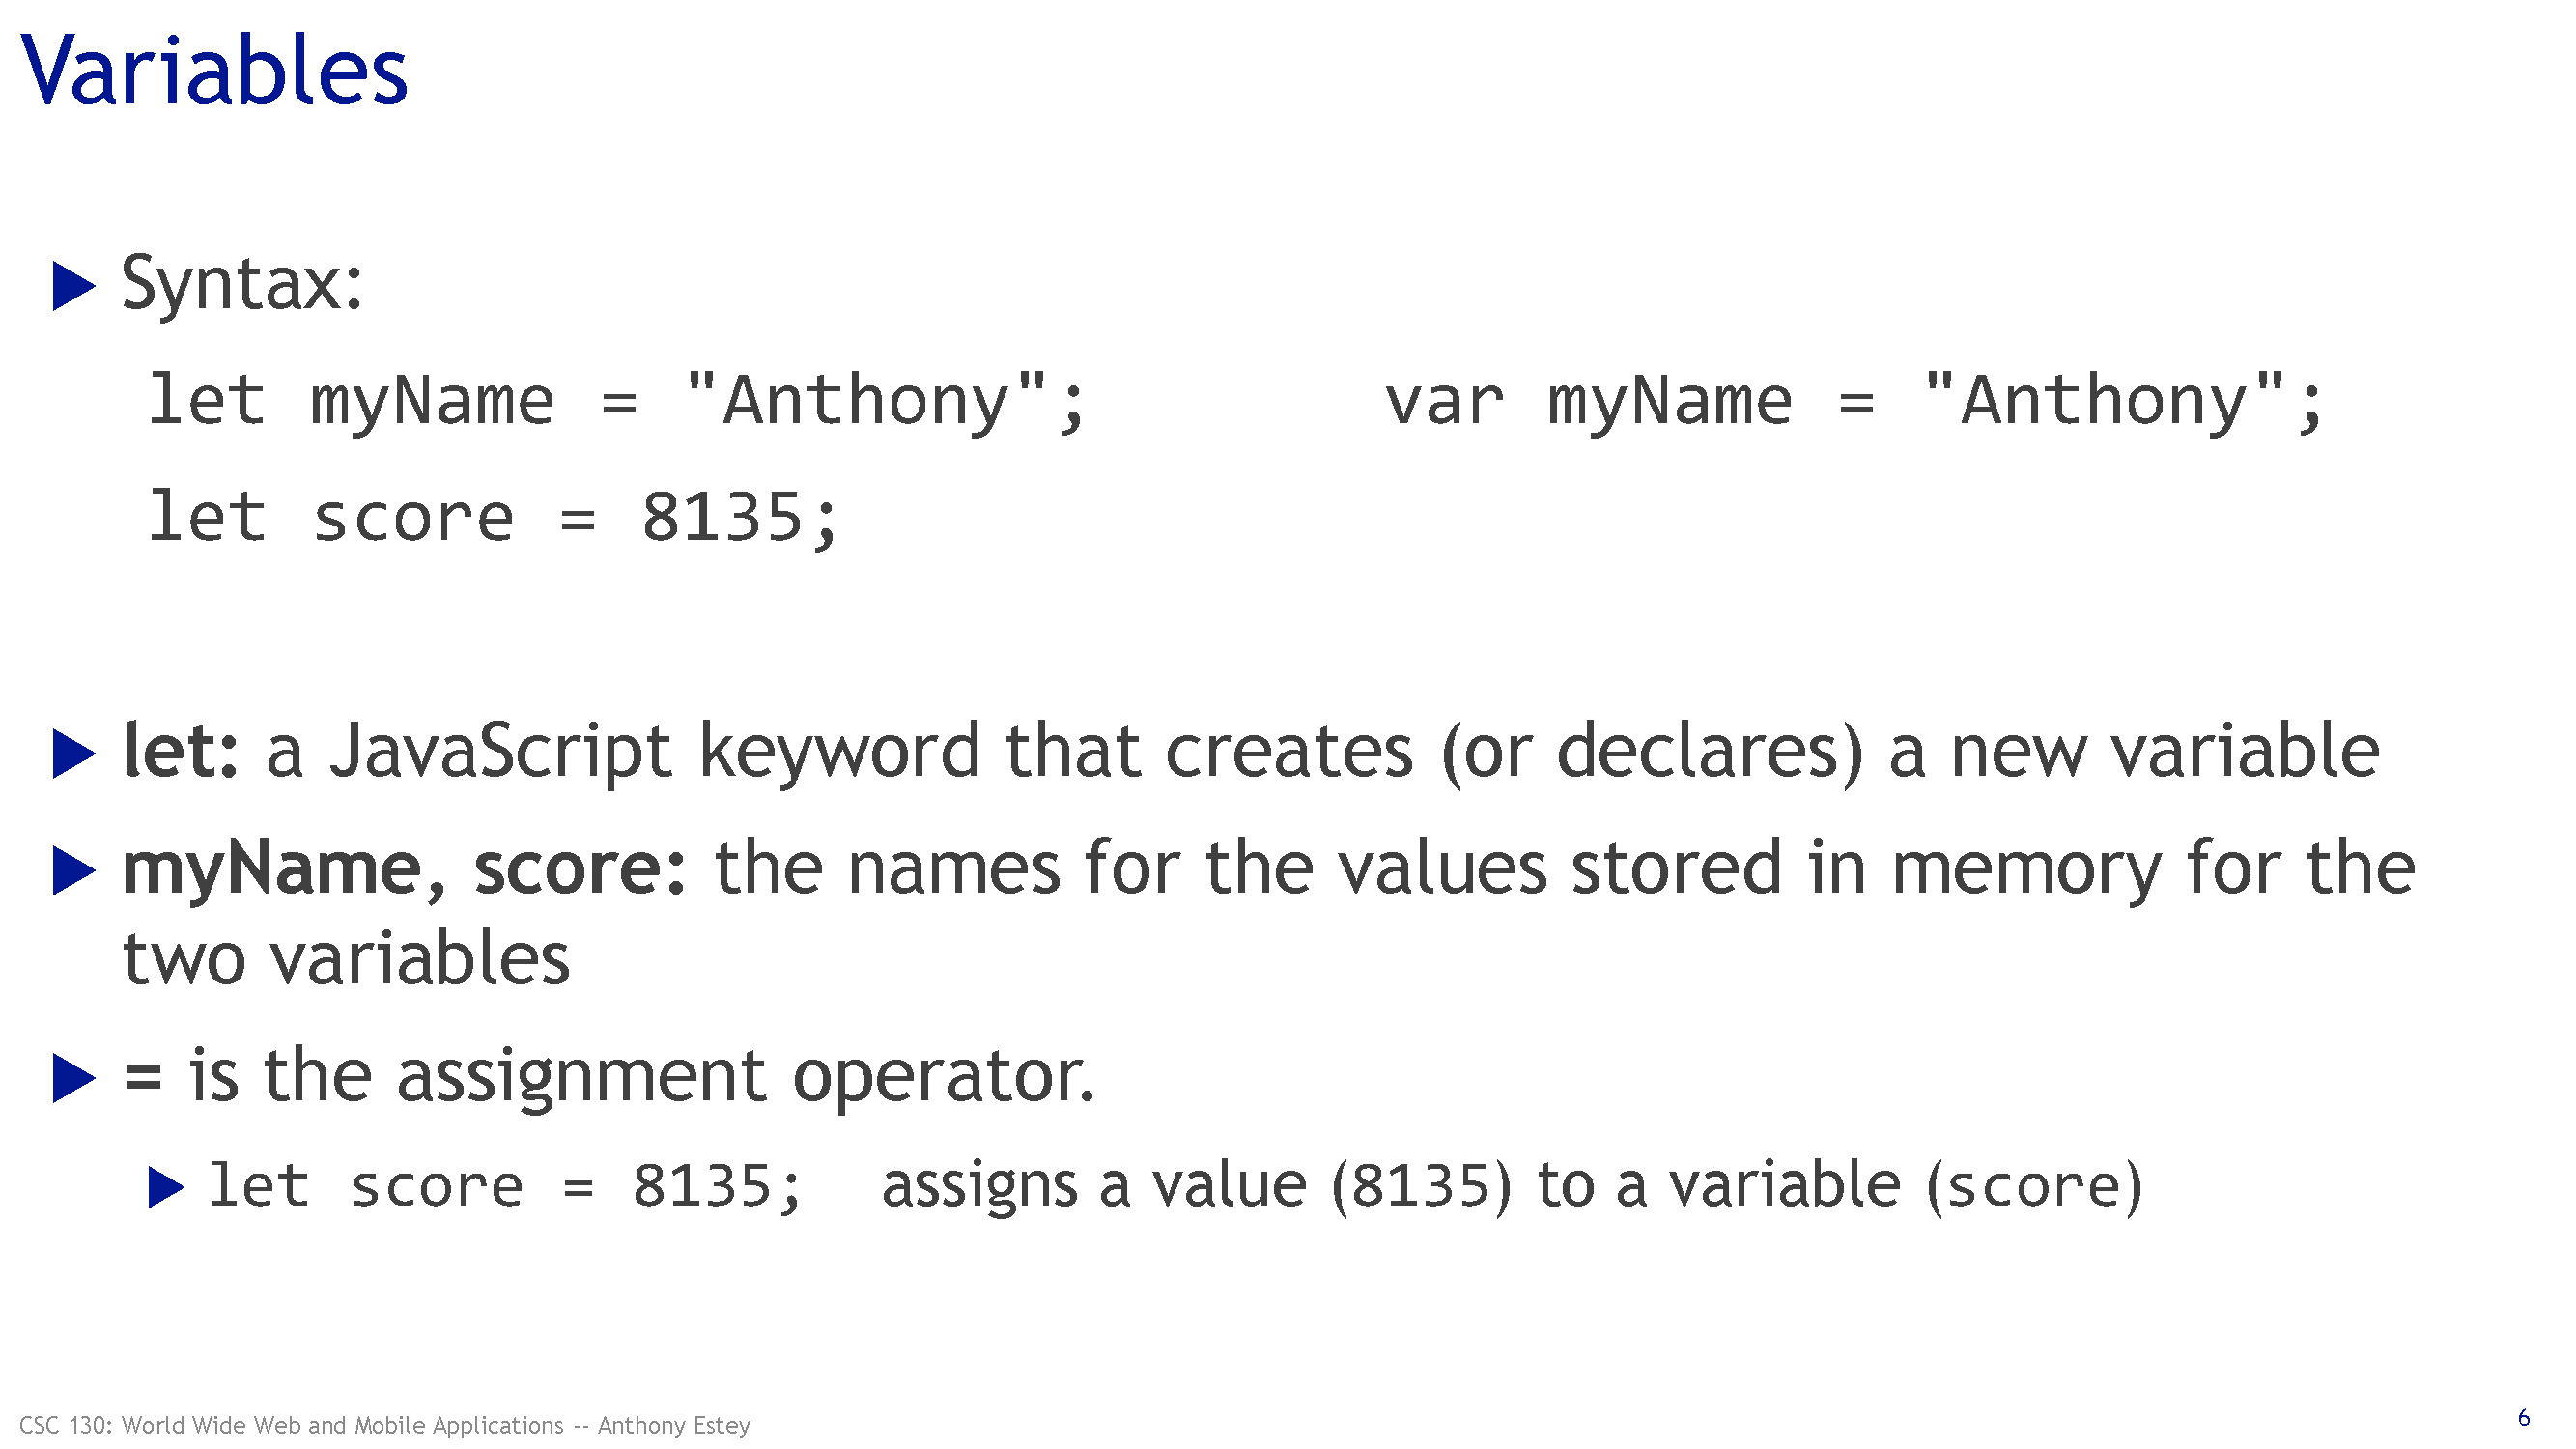 Variables
Syntax:
let myName = "Anthony"; var myName = "Anthony";
let score = 8135;
let: a JavaScript keyword that creates (or declares) a new variable
myName, score: the names for the values stored in memory for the
two variables
= is the assignment operator.
let score = 8135; assigns a value (8135) to a variable (score)
CSC 130: World Wide Web and Mobile Applications -- Anthony Estey
6